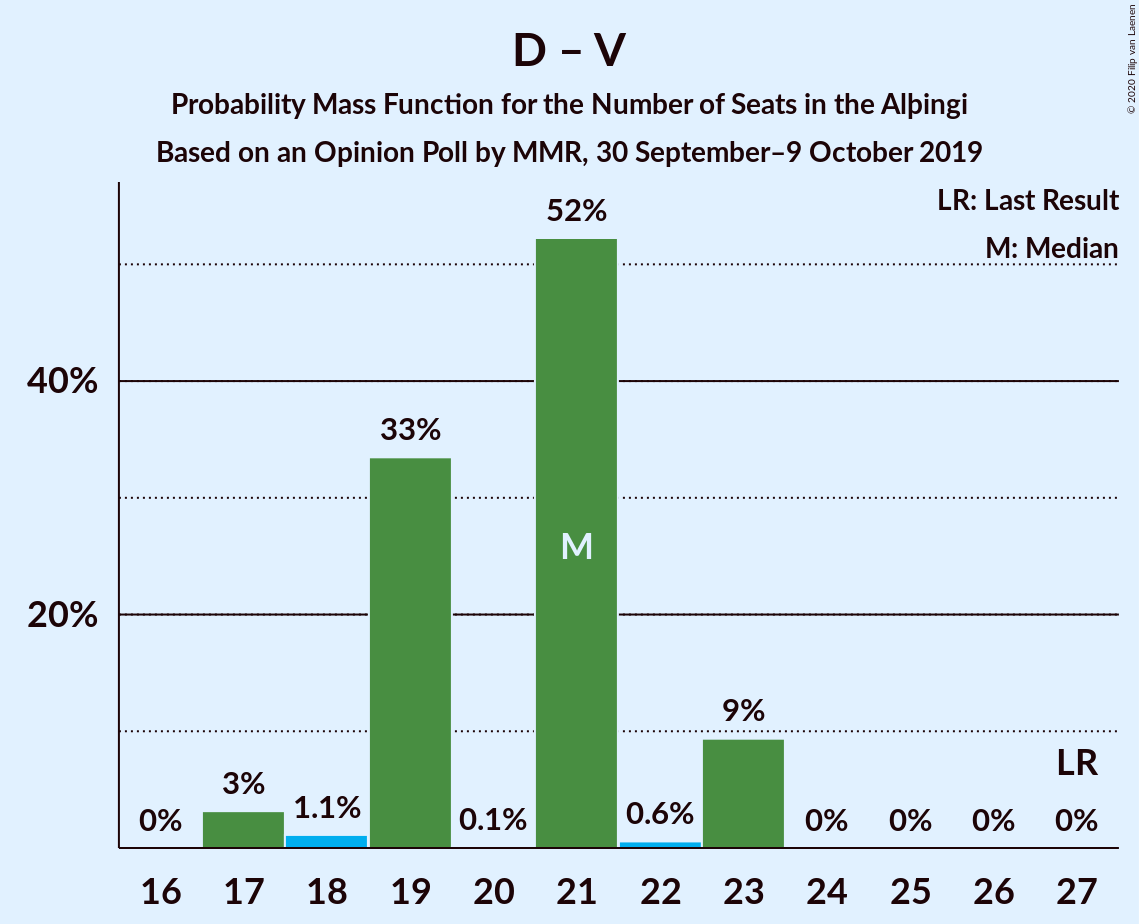 D – V
Probability Mass Function for the Number of Seats in the Alþingi
Based on an Opinion Poll by MMR, 30 September–9 October 2019
© 2020 Filip van Laenen
LR: Last Result
M: Median
52%
40%
33%
M
20%
9%
LR
3%
1.1%
0%
0.1%
0.6%
0%
0%
0%
0%
16 17 18 19 20 21 22 23 24 25 26 27